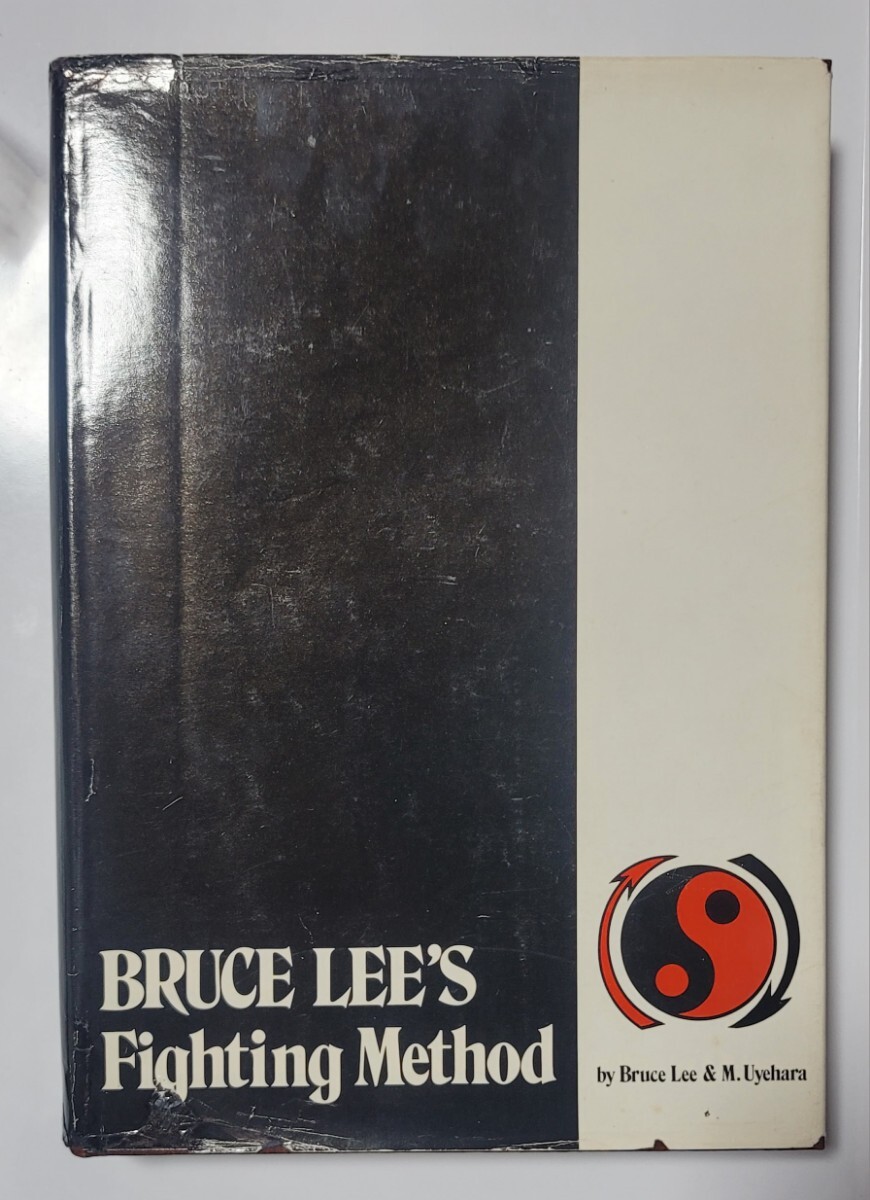 BRUCE LEE'S
Fighting Method
by Bruce Lee & M. Uyehara